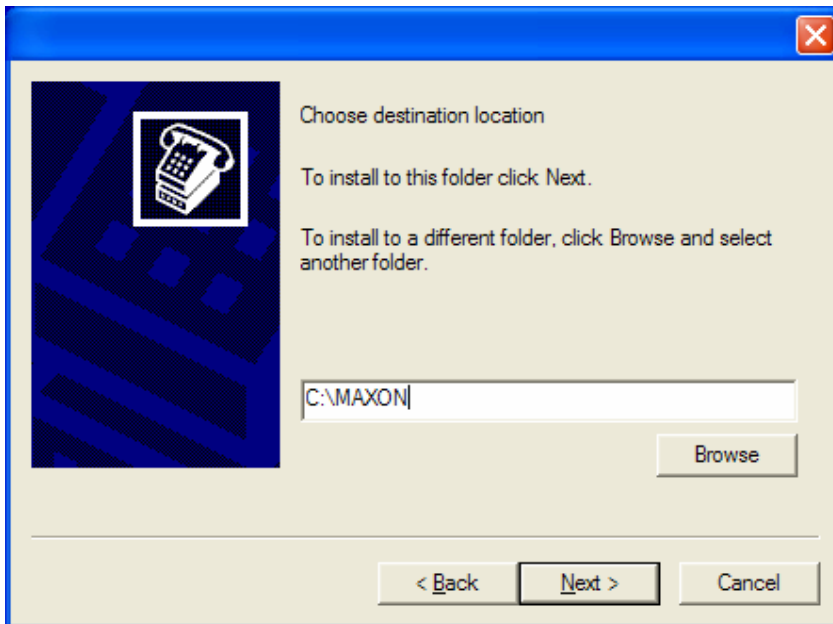 Choose destination location
To install to this folder click Next.
To install to a different folder, click Browse and select
another folder.
C:\MAXON
Browse
< Back
Next >
Cancel